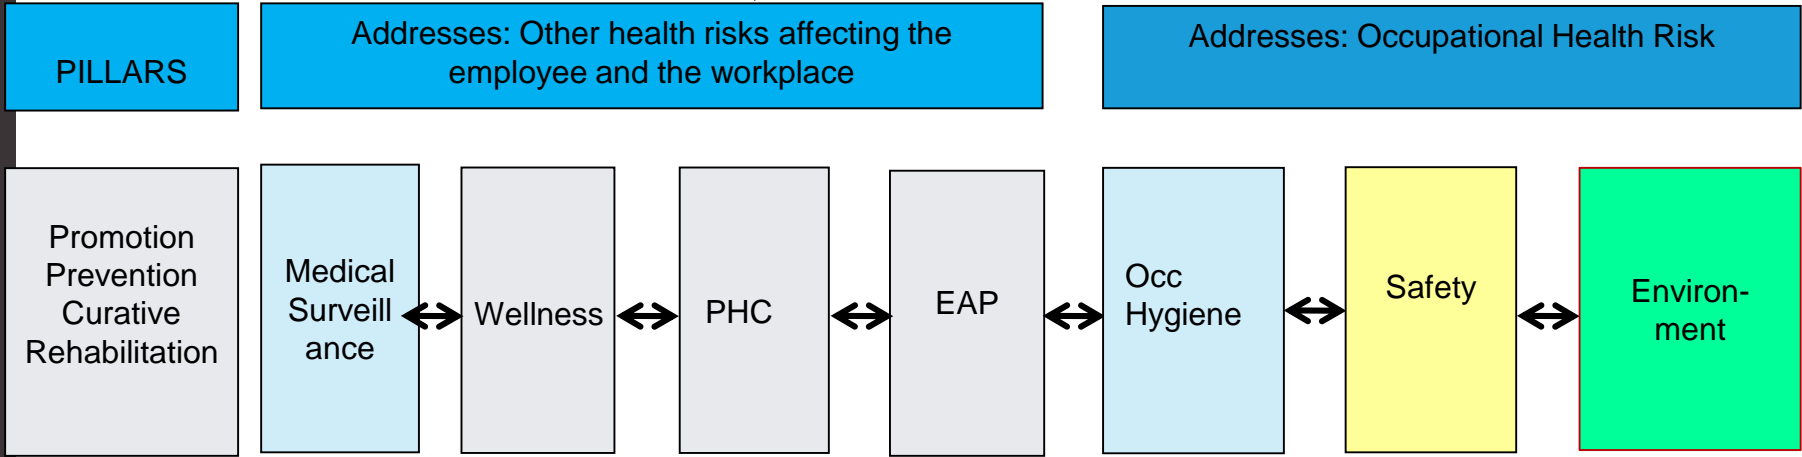 PILLARS
Addresses: Other health risks affecting the
employee and the workplace
Addresses: Occupational Health Risk
Promotion
Prevention
Curative
Rehabilitation
Medical
Surveill
ance
Wellness
PHC
EAP
Occ
Hygiene
Safety
Environ-
ment